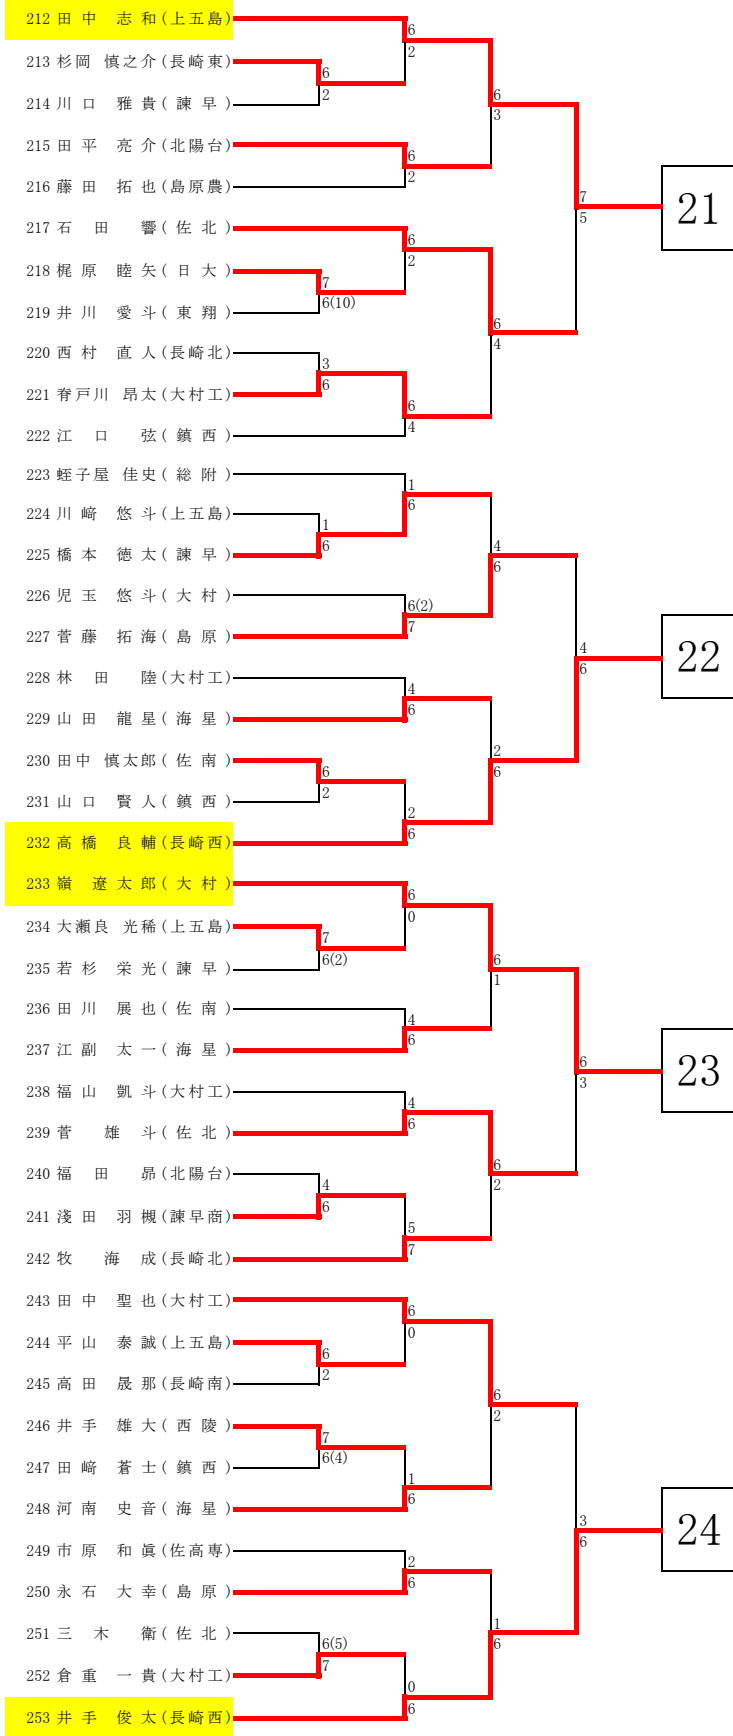 212 田中 志和(上五島)
6
2
213 杉岡 慎之介(長崎東)
6
2
214 川口 雅貴(諫早)
6
3
215 田平 亮介(北陽台)
6
2
216 藤田 拓也(島原農)
7
5
21
217 石田 響(佐北)
6
2
218 梶原 睦矢(日大)
7
6(10)
219 井川 愛斗(東翔)
6
4
220 西村 直人(長崎北)
3
6
221 脊戸川 昂太(大村工)
6
4
222 江口 弦(鎮西)
223 蛭子屋 佳史(総附)
1
6
224 川﨑 悠斗(上五島)
1
6
225 橋本 徳太(諫早)
4
6
226 児玉 悠斗(大村)
6(2)
7
227 菅藤 拓海(島原)
4
6
22
228 林田 陸(大村工)
4
6
229 山田 龍星(海星)
2
6
230 田中 慎太郎(佐南)
6
2
231 山口 賢人(鎮西)
2
6
232 高橋 良輔(長崎西)
233 嶺 遼太郎(大村)
6
0
234 大瀬良 光稀(上五島)
7
6(2)
235 若杉 栄光(諫早)
6
1
236 田川 展也(佐南)
4
6
237 江副 太一(海星)
6
3
23
238 福山 凱斗(大村工)
4
6
239 菅 雄斗(佐北)
6
2
240 福田 昴(北陽台)
4
6
241 淺田 羽槻(諫早商)
5
7
242 牧 海成(長崎北)
243 田中 聖也(大村工)
6
0
244 平山 泰誠(上五島)
6
2
245 高田 晟那(長崎南)
6
2
246 井手 雄大(西陵)
7
6(4)
247 田﨑 蒼士(鎮西)
1
6
248 河南 史音(海星)
3
6
24
249 市原 和眞(佐高専)
2
6
250 永石 大幸(島原)
1
6
251 三木 衛(佐北)
6(5)
7
252 倉重 一貴(大村工)
0
6
253 井手 俊太(長崎西)